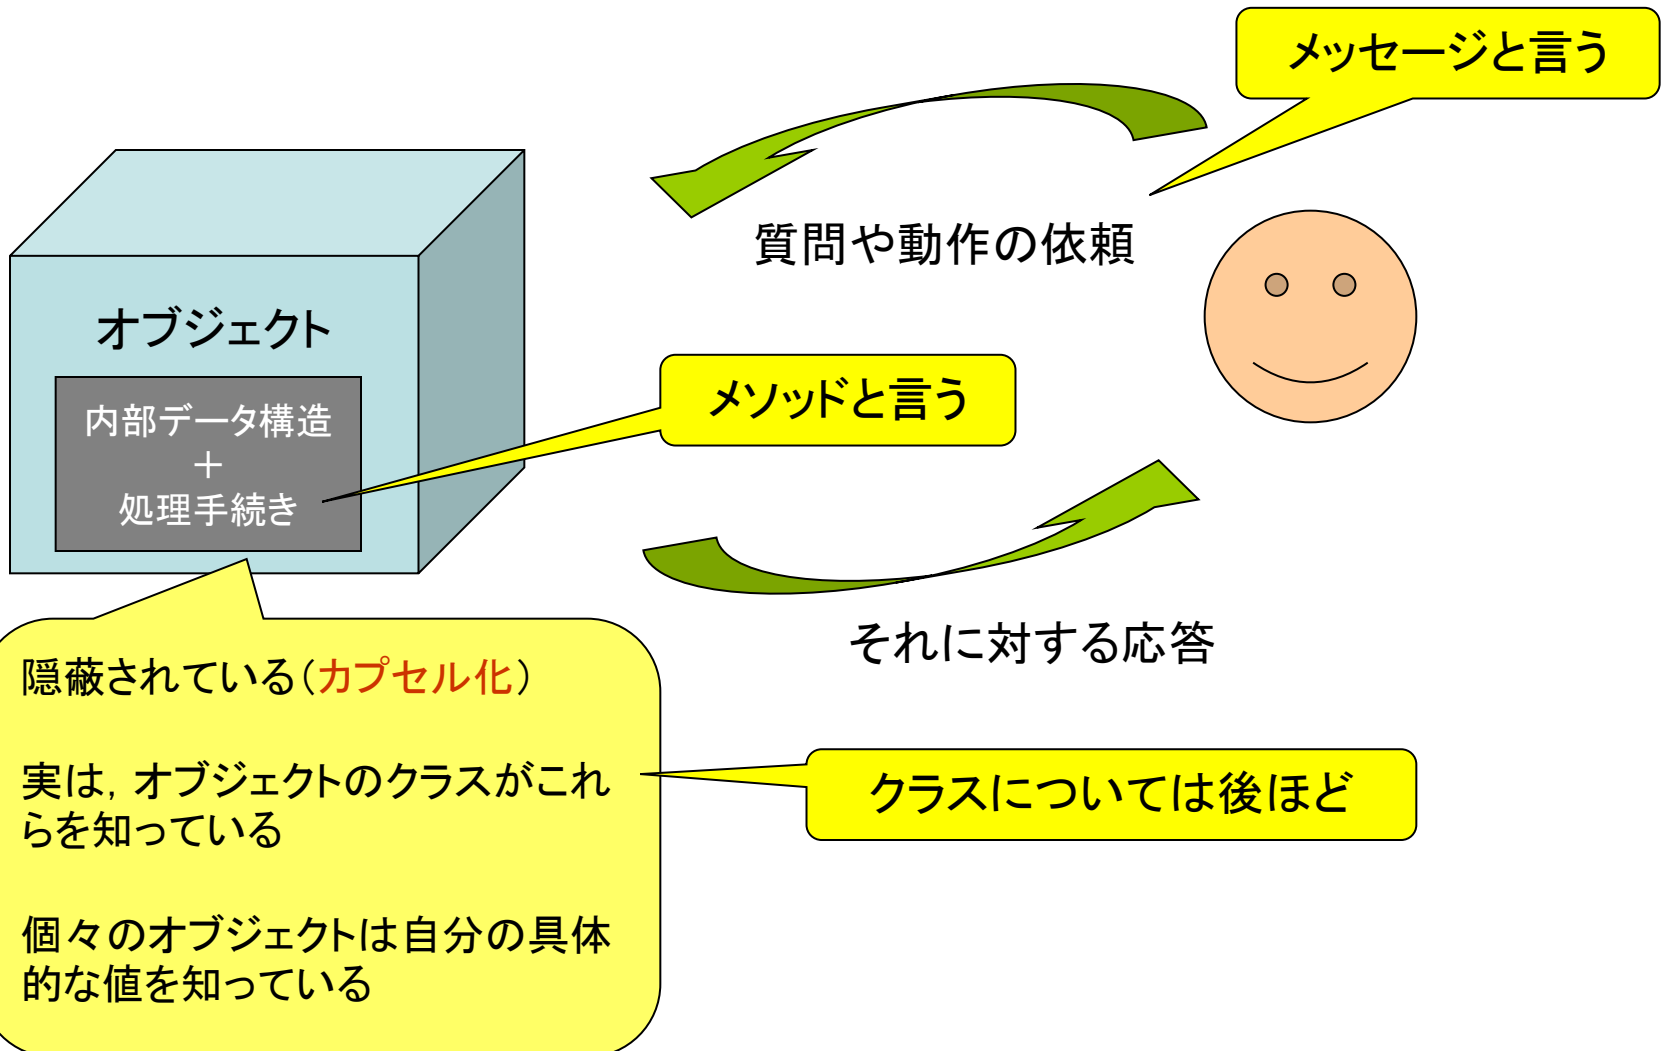 メッセージと言う
質問や動作の依頼
オブジェクト
内部データ構造
＋
処理手続き
メソッドと言う
それに対する応答
隠蔽されている（カプセル化）
実は，オブジェクトのクラスがこれ
らを知っている
個々のオブジェクトは自分の具体
的な値を知っている
クラスについては後ほど